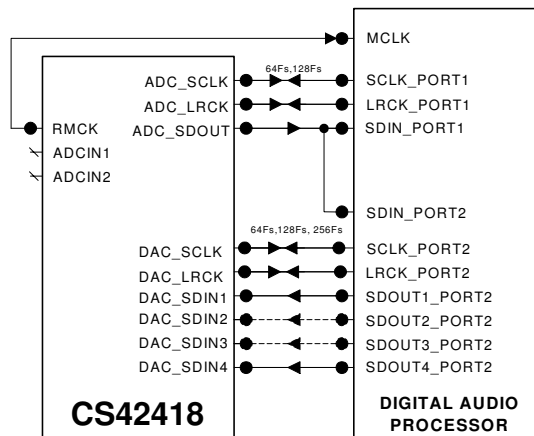 MCLK
64Fs,128Fs
ADC_SCLK
SCLK_PORT1
ADC_LRCK
LRCK_PORT1
RMCK
ADC_SDOUT
SDIN_PORT1
ADCIN1
ADCIN2
SDIN_PORT2
64Fs,128Fs, 256Fs
DAC_SCLK
SCLK_PORT2
DAC_LRCK
LRCK_PORT2
DAC_SDIN1
SDOUT1_PORT2
DAC_SDIN2
SDOUT2_PORT2
DAC_SDIN3
SDOUT3_PORT2
DAC_SDIN4
SDOUT4_PORT2
CS42418
DIGITAL AUDIO
PROCESSOR